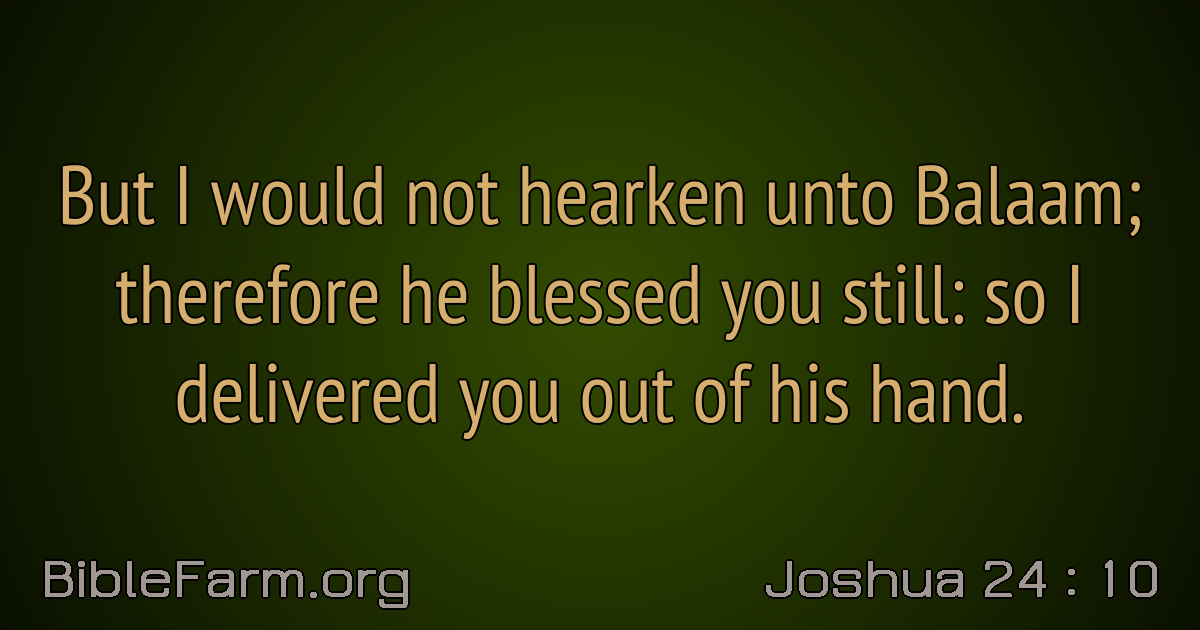 But I would not hearken unto Balaam;
therefore he blessed you still: so I
delivered you out of his hand.
BibleFarm.org
Joshua 24 : 10